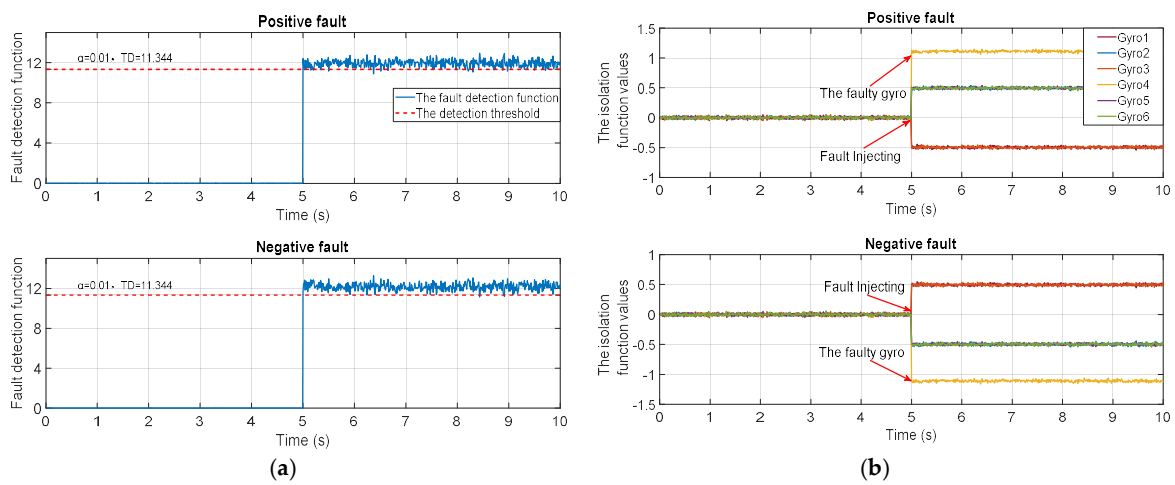 Positive fault
Fault detection function
12
8
4
0
α=0.01, TD=11.344
The fault detection function
The detection threshold
0 1 2 3 4 5 6 7 8 9 10
Time (s)
Negative fault
Fault detection function
12
8
4
0
α=0.01, TD=11.344
0 1 2 3 4 5 6 7 8 9 10
Time (s)
(a)
Positive fault
The isolation
function values
1.5
1
0.5
0
-0.5
-1
The faulty gyro
Fault Injecting
Gyro1
Gyro2
Gyro3
Gyro4
Gyro5
Gyro6
0 1 2 3 4 5 6 7 8 9 10
Time (s)
Negative fault
The isolation
function values
1
0.5
0
-0.5
-1
-1.5
Fault Injecting
The faulty gyro
0 1 2 3 4 5 6 7 8 9 10
Time (s)
(b)